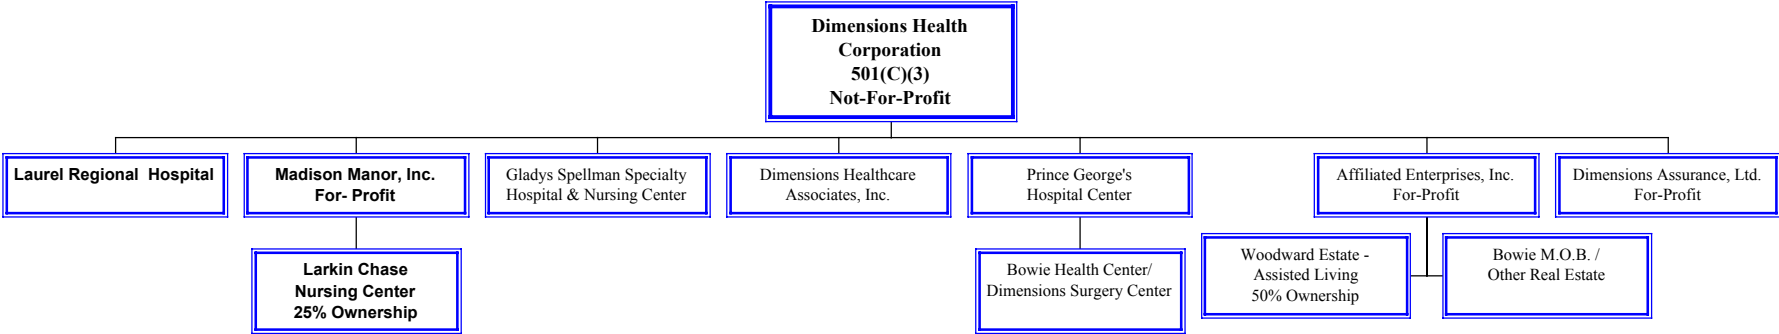 Dimensions Health
Corporation
501(C)(3)
Not-For-Profit
Laurel Regional  Hospital
Madison Manor, Inc.
For- Profit
Gladys Spellman Specialty
Hospital & Nursing Center
Dimensions Healthcare
Associates, Inc.
Prince George's
Hospital Center
Affiliated Enterprises, Inc.
For-Profit
Dimensions Assurance, Ltd.
For-Profit
Larkin Chase
Nursing Center
25% Ownership
Bowie Health Center/
Dimensions Surgery Center
Woodward Estate -
Assisted Living
50% Ownership
Bowie M.O.B. /
Other Real Estate